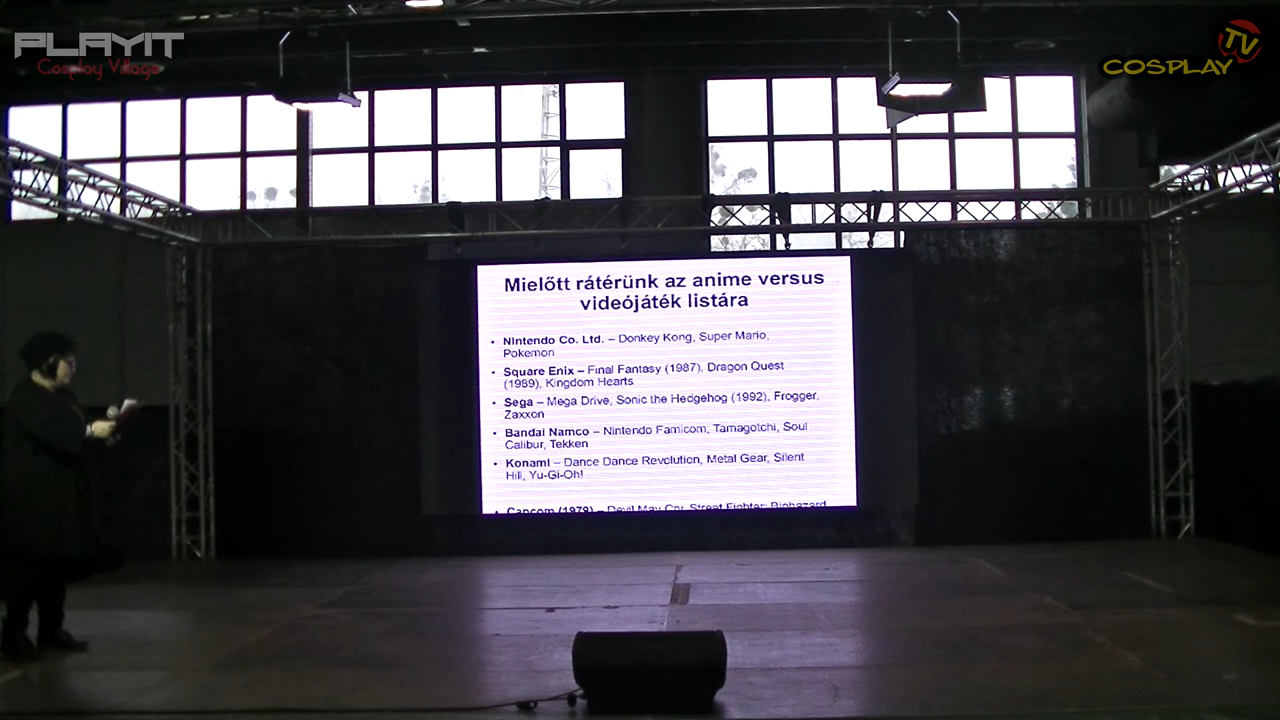 PLAYIT
Cosplay Village
TV
COSPLAY
Mielőtt rátérünk az anime versus
videójáték listára
• Nintendo Co. Ltd. – Donkey Kong, Super Mario,
Pokemon
• Square Enix – Final Fantasy (1987), Dragon Quest
(1989), Kingdom Hearts
• Sega – Mega Drive, Sonic the Hedgehog (1992), Frogger,
Zaxxon
• Bandai Namco – Nintendo Famicom, Tamagotchi, Soul
Calibur, Tekken
• Konami – Dance Dance Revolution, Metal Gear, Silent
Hill, Yu-Gi-Oh!
• Capcom (1979) – Devil May Cry, Street Fighter, Biohazard